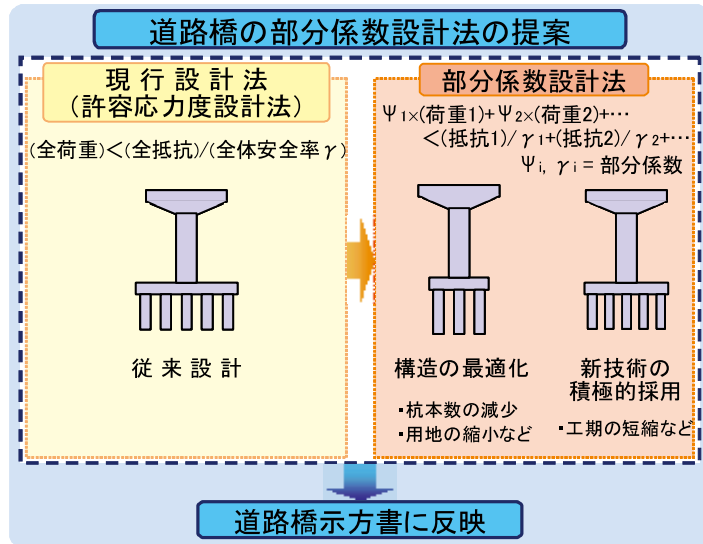 道路橋の部分係数設計法の提案
現行設計法
(許容応力度設計法)
(全荷重)<(全抵抗)/(全体安全率γ)
従来設計
部分係数設計法
Ψ₁×(荷重1)+Ψ₂×(荷重2)+…
<(抵抗1)/γ₁+(抵抗2)/γ₂+…
Ψi, γi = 部分係数
構造の最適化
・杭本数の減少
・用地の縮小など
新技術の
積極的採用
・工期の短縮など
道路橋示方書に反映